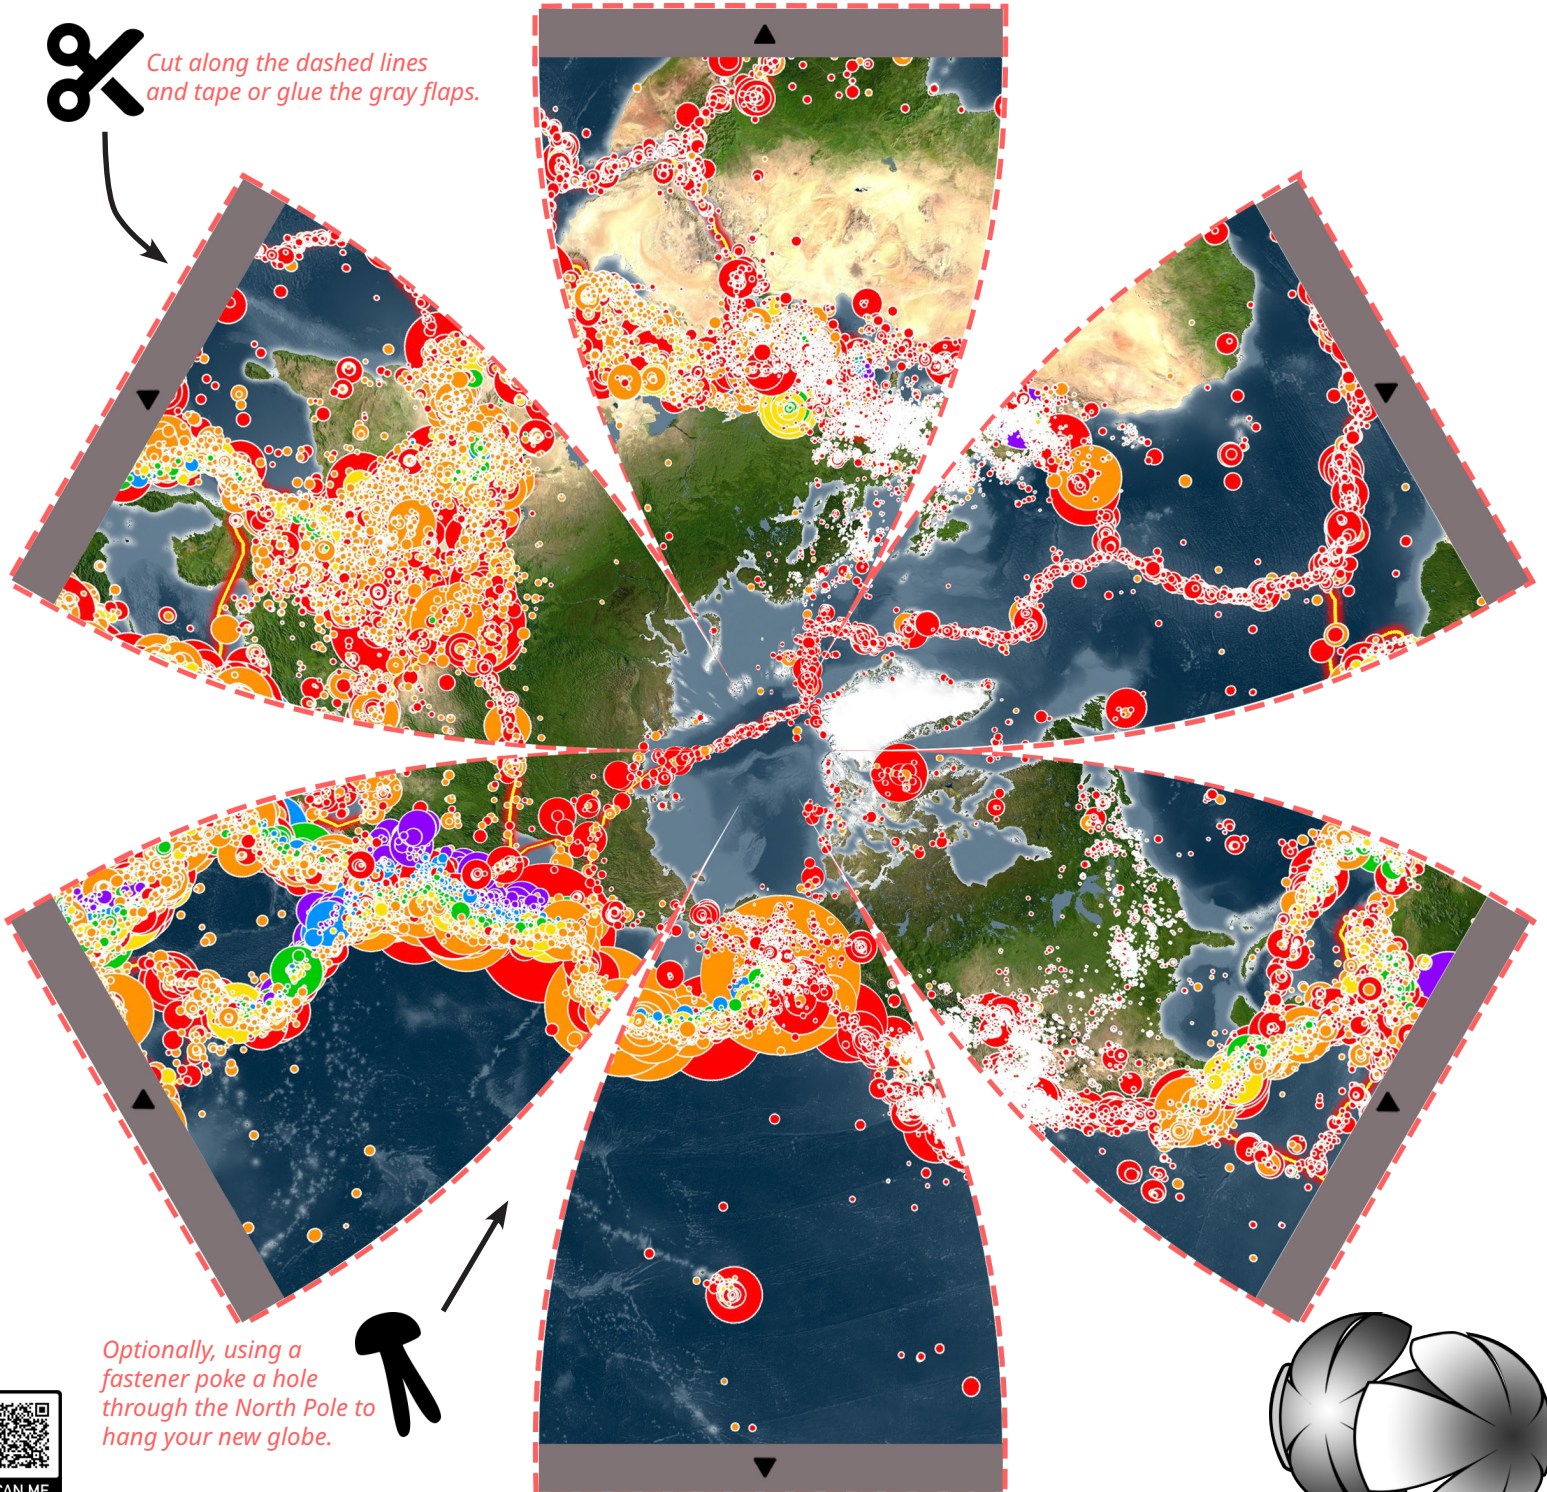 Cut along the dashed lines
and tape or glue the gray flaps.
Optionally, using a
fastener poke a hole
through the North Pole to
hang your new globe.
ME